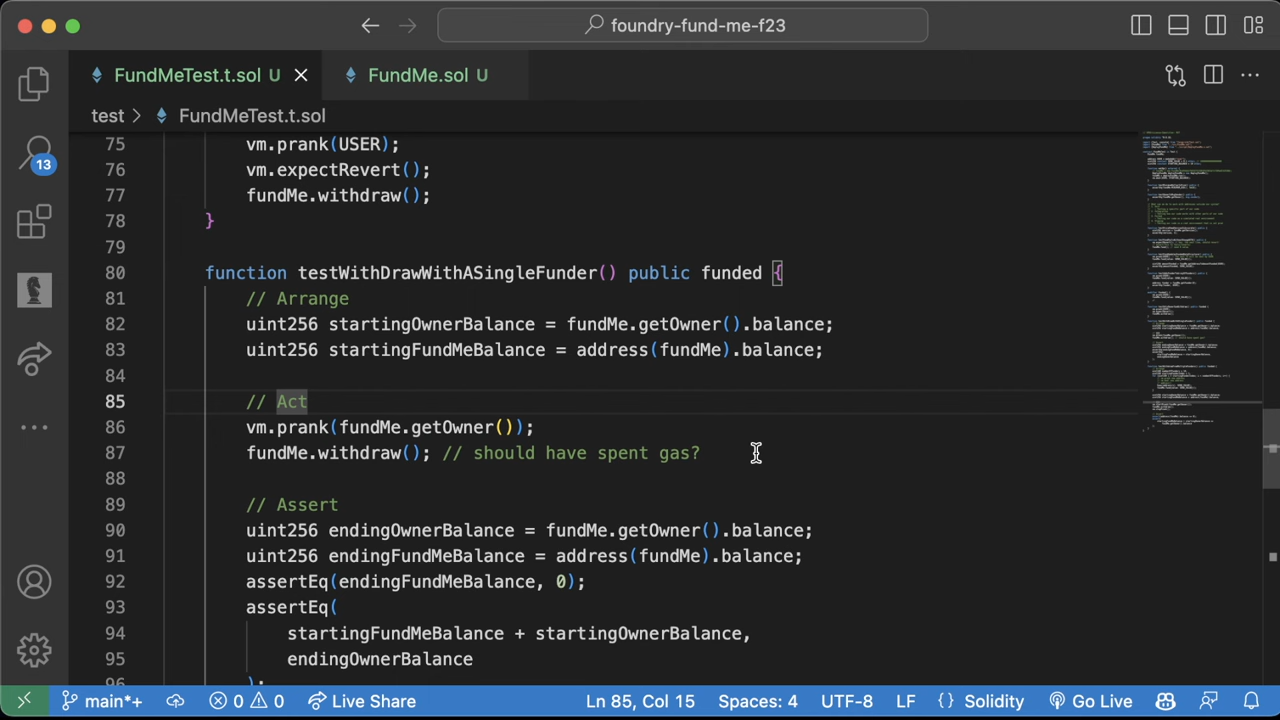 foundry-fund-me-f23
FundMeTest.t.sol U
FundMe.sol U
test > FundMeTest.t.sol
13
75 vm.prank(USER);
76 vm.expectRevert();
77 fundMe.withdraw();
78 }
79
80 function testWithDrawWithASingleFunder() public funded {
81 // Arrange
82 uint256 startingOwnerBalance = fundMe.getOwner().balance;
83 uint256 startingFundMeBalance = address(fundMe).balance;
84
85 // Act
86 vm.prank(fundMe.getOwner());
87 fundMe.withdraw(); // should have spent gas?
88
89 // Assert
90 uint256 endingOwnerBalance = fundMe.getOwner().balance;
91 uint256 endingFundMeBalance = address(fundMe).balance;
92 assertEq(endingFundMeBalance, 0);
93 assertEq(
94 startingFundMeBalance + startingOwnerBalance,
95 endingOwnerBalance
96 );
main*+ 0 0 Live Share Ln 85, Col 15 Spaces: 4 UTF-8 LF {} Solidity Go Live